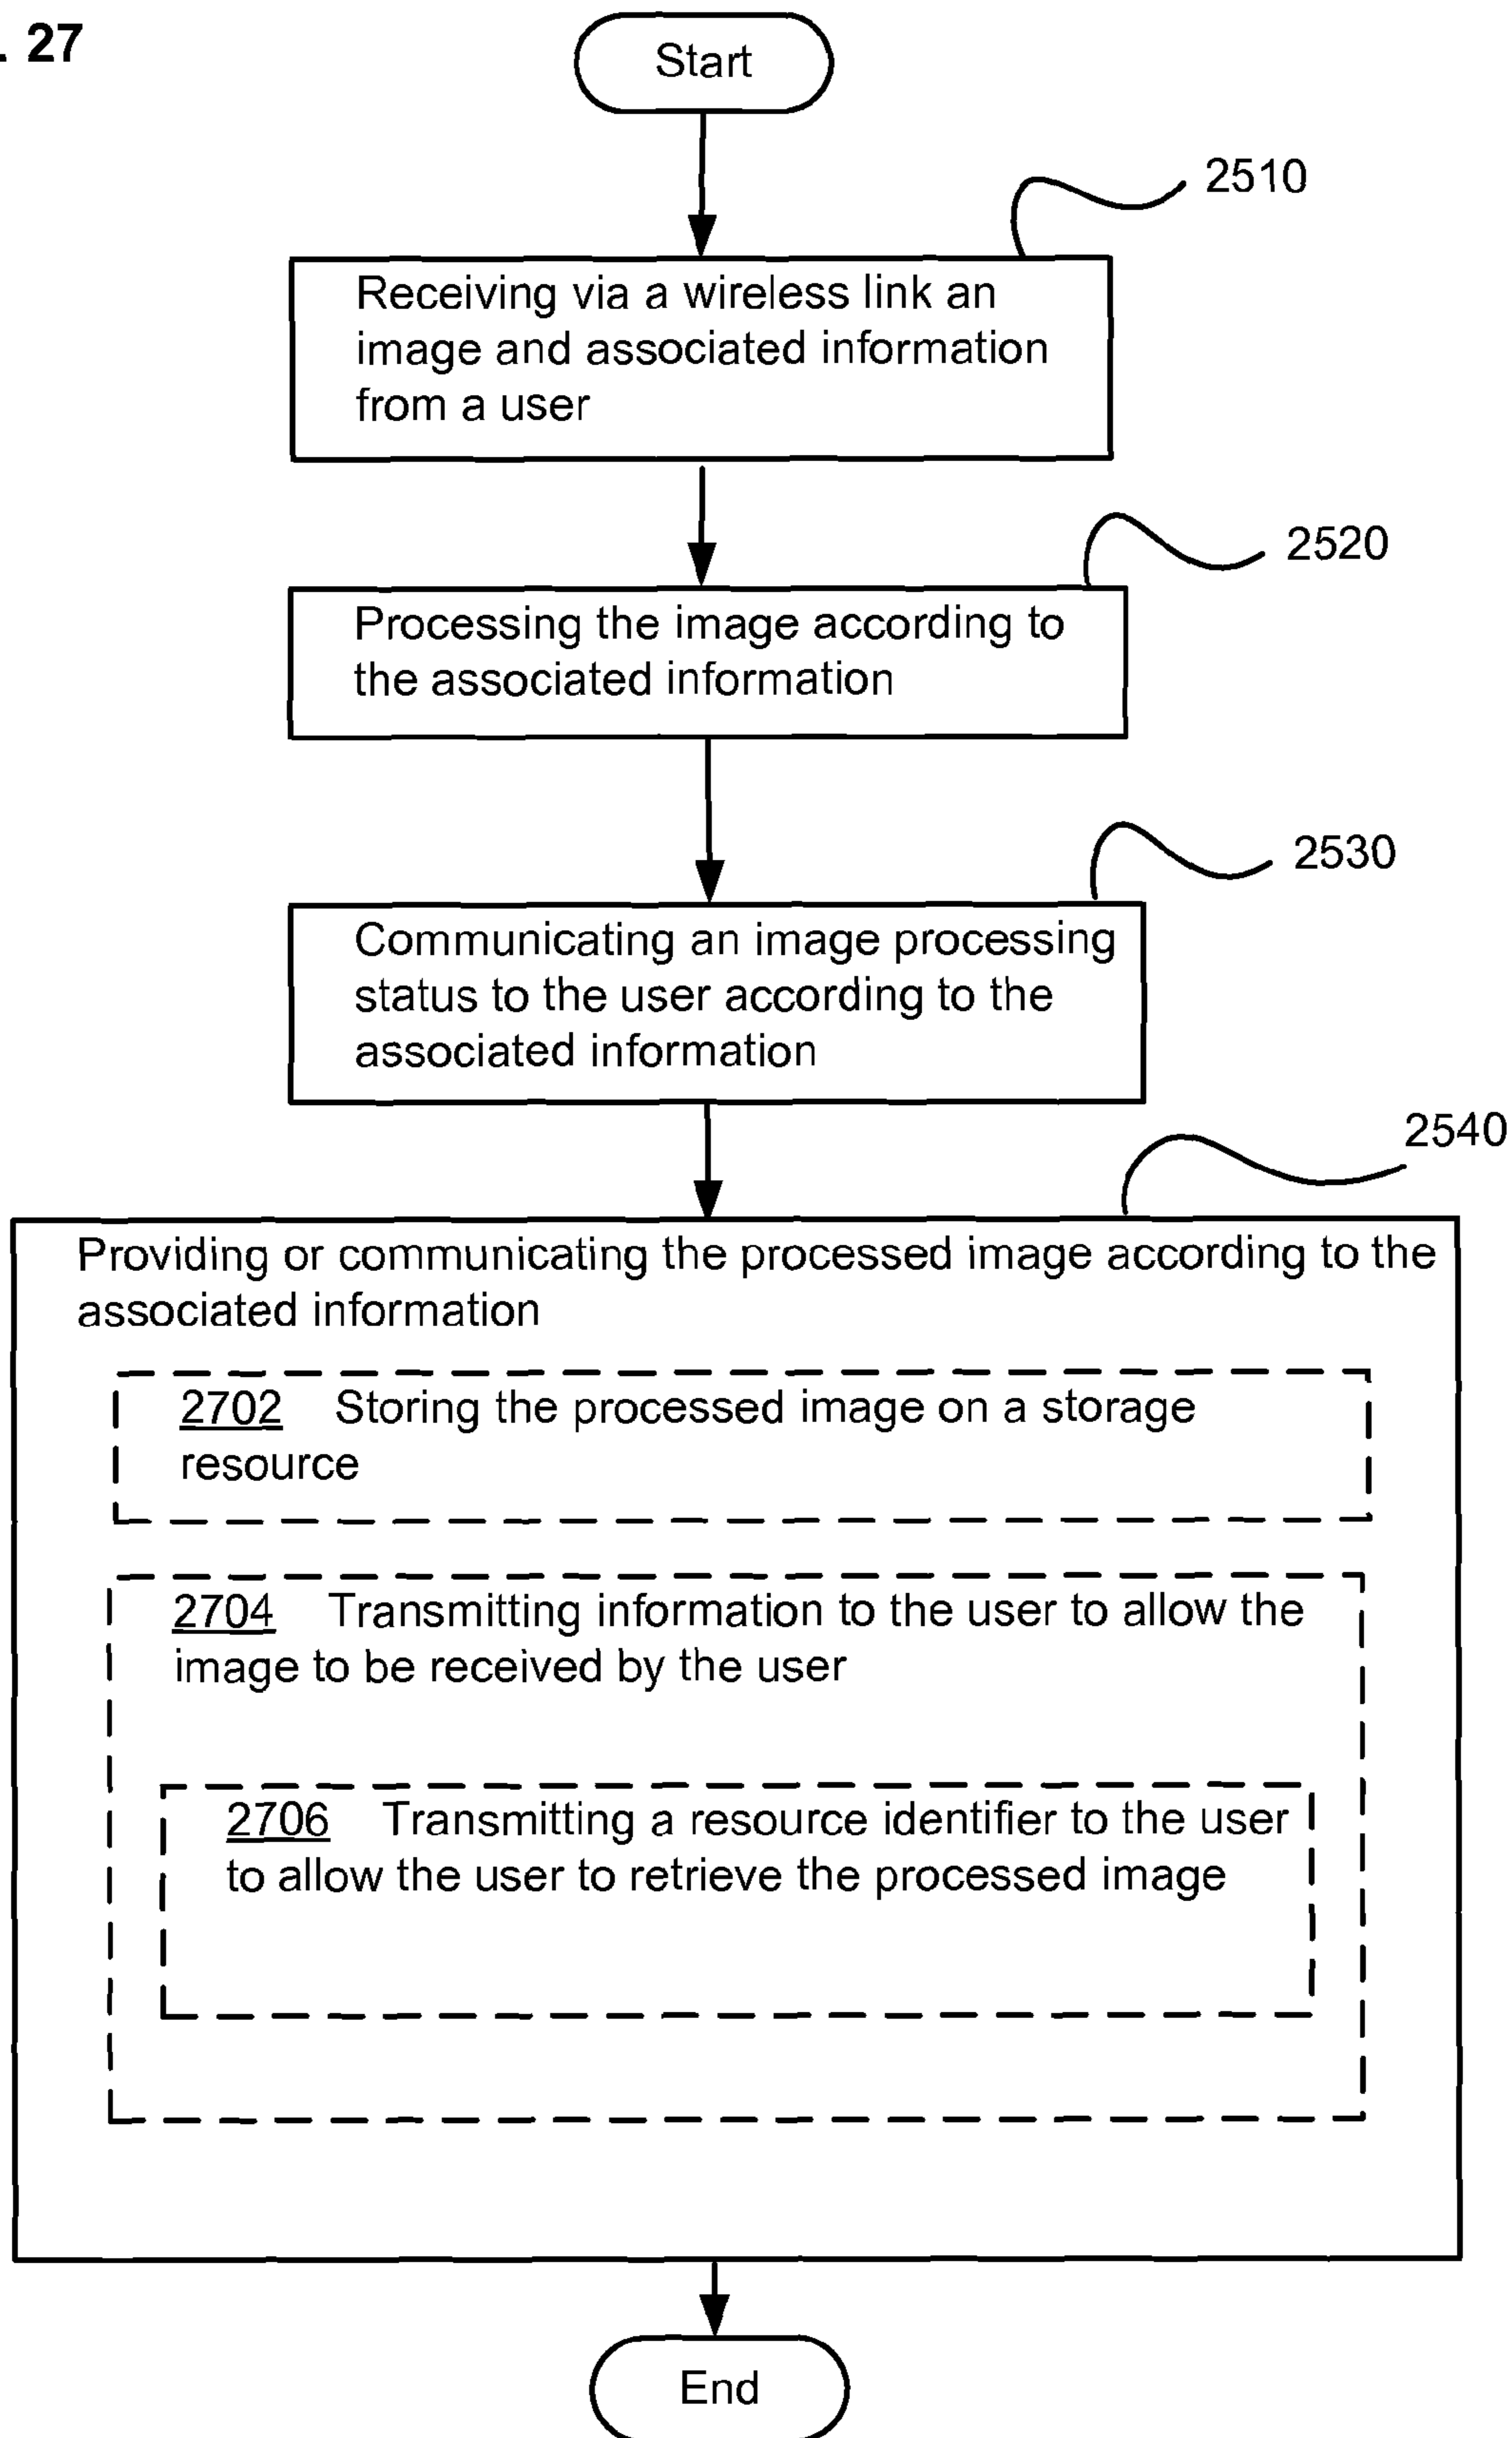 . 27
Start
2510
Receiving via a wireless link an
image and associated information
from a user
2520
Processing the image according to
the associated information
2530
Communicating an image processing
status to the user according to the
associated information
2540
Providing or communicating the processed image according to the
associated information
2702 Storing the processed image on a storage
resource
2704 Transmitting information to the user to allow the
image to be received by the user
2706 Transmitting a resource identifier to the user
to allow the user to retrieve the processed image
End